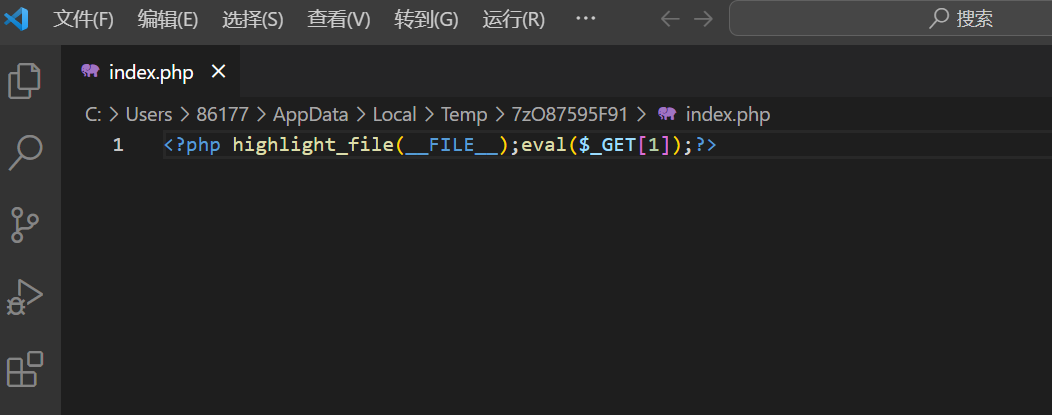 文件(F) 编辑(E) 选择(S) 查看(V) 转到(G) 运行(R) ··· 搜索
index.php
C: > Users > 86177 > AppData > Local > Temp > 7zO87595F91 > index.php
1 <?php highlight_file(__FILE__);eval($_GET[1]);?>